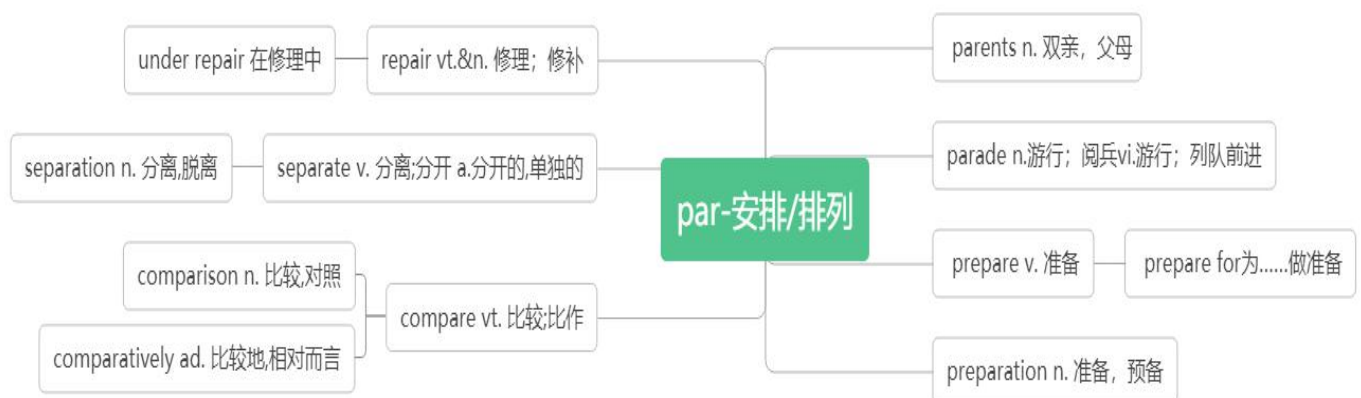 par-安排/排列
parents n. 双亲，父母
parade n.游行；阅兵vi.游行；列队前进
prepare v. 准备
prepare for为......做准备
preparation n. 准备，预备
repair vt.&n. 修理；修补
under repair 在修理中
separate v. 分离;分开 a.分开的,单独的
separation n. 分离,脱离
compare vt. 比较;比作
comparison n. 比较,对照
comparatively ad. 比较地,相对而言